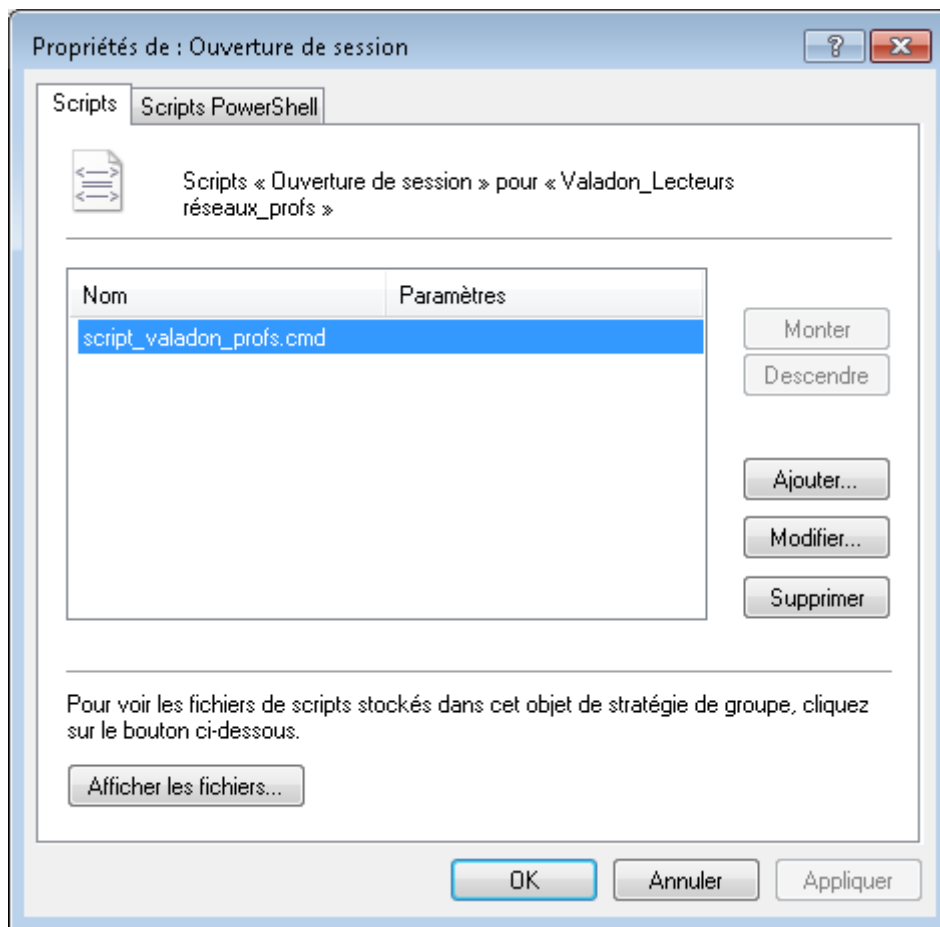 Propriétés de : Ouverture de session
Scripts
Scripts PowerShell
Scripts « Ouverture de session » pour « Valadon_Lecteurs
réseaux_profs »
Nom
Paramètres
script_valadon_profs.cmd
Monter
Descendre
Ajouter...
Modifier...
Supprimer
Pour voir les fichiers de scripts stockés dans cet objet de stratégie de groupe, cliquez
sur le bouton ci-dessous.
Afficher les fichiers...
OK
Annuler
Appliquer